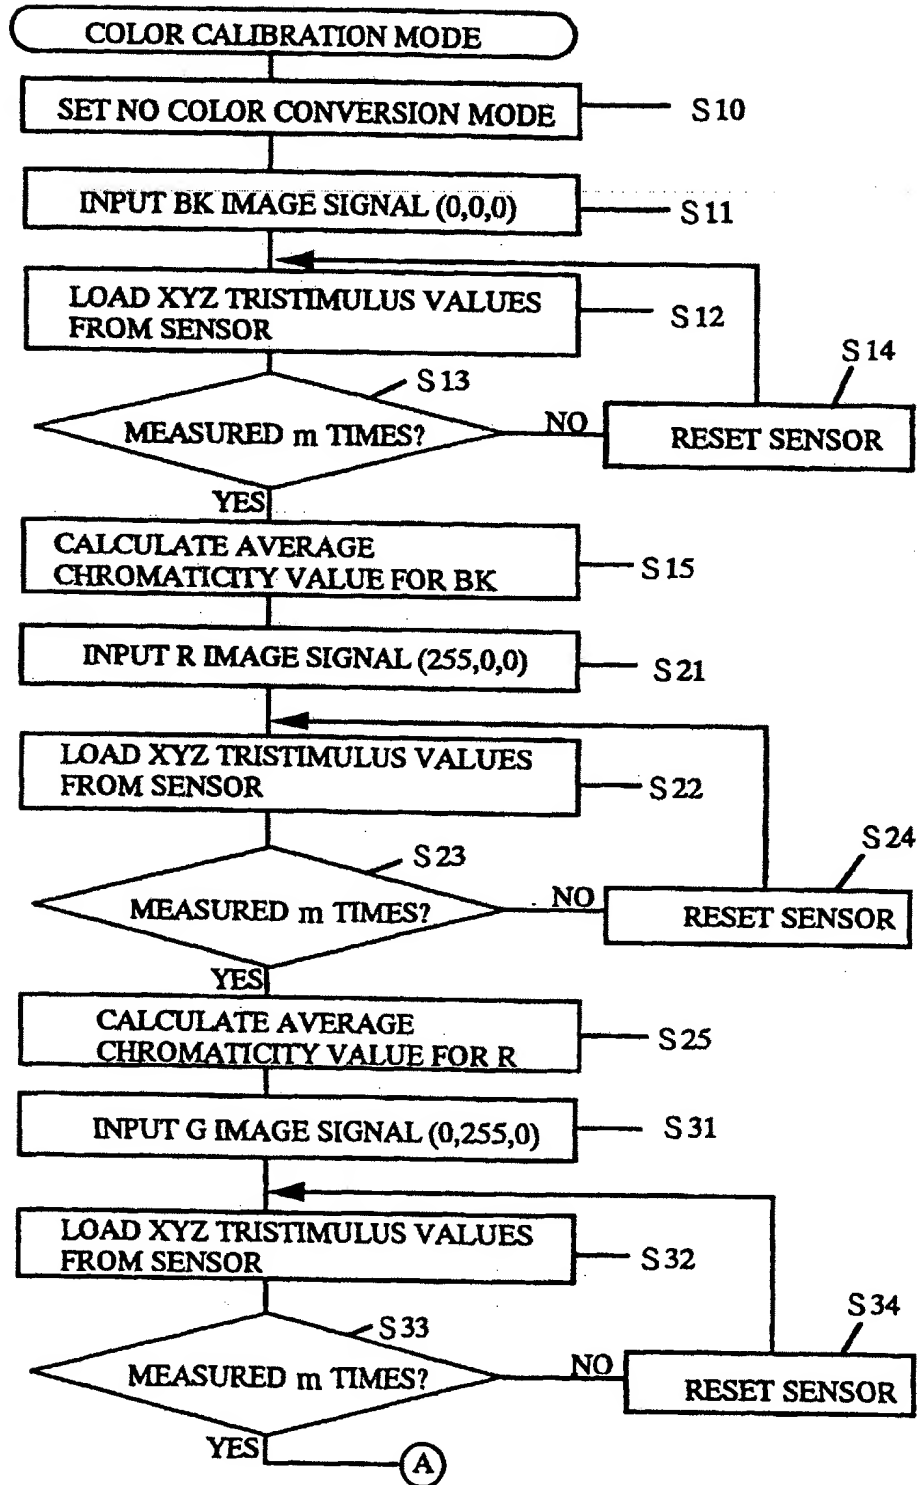 COLOR CALIBRATION MODE
SET NO COLOR CONVERSION MODE
S10
INPUT BK IMAGE SIGNAL (0,0,0)
S11
LOAD XYZ TRISTIMULUS VALUES
FROM SENSOR
S12
S13
S14
MEASURED m TIMES?
NO
RESET SENSOR
YES
CALCULATE AVERAGE
CHROMATICITY VALUE FOR BK
S15
INPUT R IMAGE SIGNAL (255,0,0)
S21
LOAD XYZ TRISTIMULUS VALUES
FROM SENSOR
S22
S23
S24
MEASURED m TIMES?
NO
RESET SENSOR
YES
CALCULATE AVERAGE
CHROMATICITY VALUE FOR R
S25
INPUT G IMAGE SIGNAL (0,255,0)
S31
LOAD XYZ TRISTIMULUS VALUES
FROM SENSOR
S32
S33
S34
MEASURED m TIMES?
NO
RESET SENSOR
YES
A